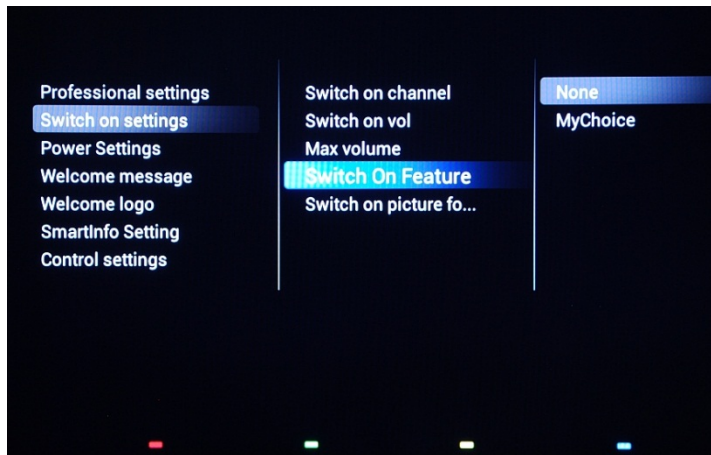 Professional settings
Switch on settings
Power Settings
Welcome message
Welcome logo
SmartInfo Setting
Control settings
Switch on channel
Switch on vol
Max volume
Switch On Feature
Switch on picture fo...
None
MyChoice